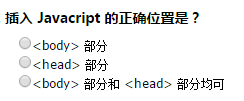 插入 Javacript 的正确位置是？
<body> 部分
<head> 部分
<body> 部分和 <head> 部分均可